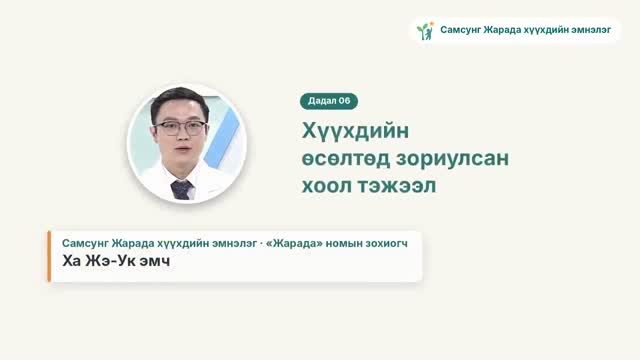 Самсунг Жарада хүүхдийн эмнэлэг
Дадал 06
Хүүхдийн
өсөлтөд зориулсан
хоол тэжээл
Самсунг Жарада хүүхдийн эмнэлэг · «Жарада» номын зохиогч
Ха Жэ-Ук эмч